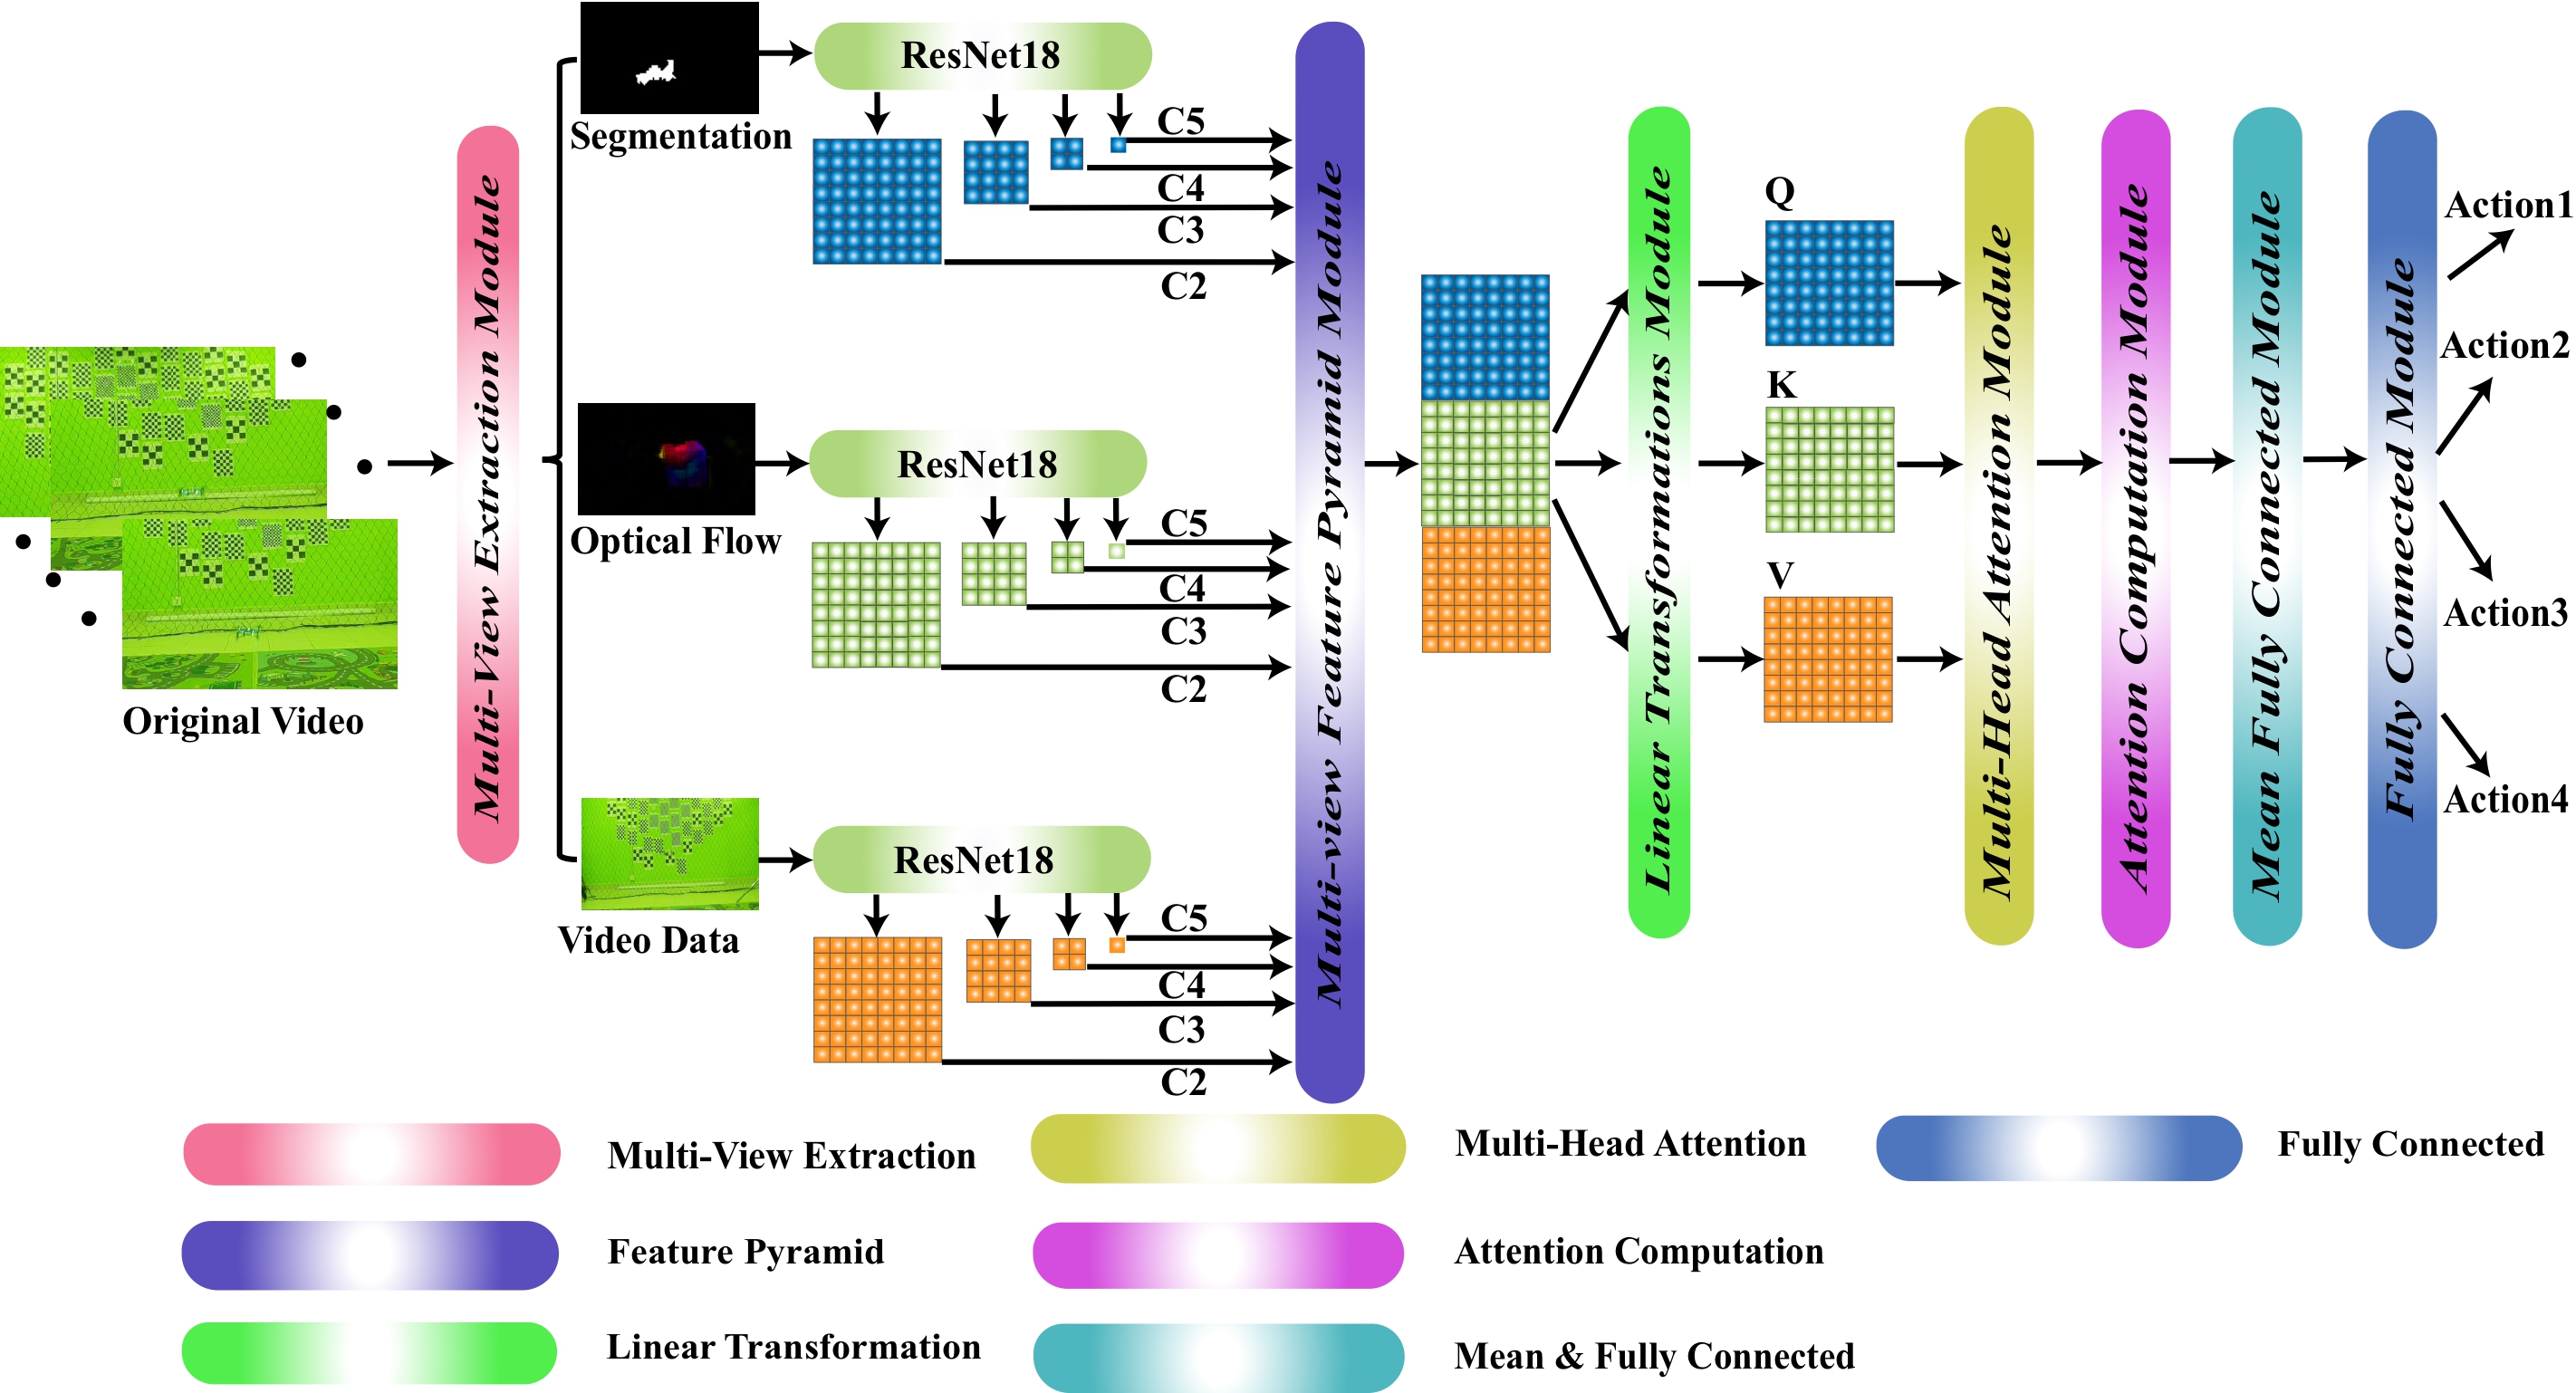 Original Video
Multi-View Extraction Module
Segmentation
ResNet18
C5
C4
C3
C2
Optical Flow
ResNet18
C5
C4
C3
C2
Video Data
ResNet18
C5
C4
C3
C2
Multi-view Feature Pyramid Module
Linear Transformations Module
Q
K
V
Multi-Head Attention Module
Attention Computation Module
Mean Fully Connected Module
Fully Connected Module
Action1
Action2
Action3
Action4
Multi-View Extraction
Feature Pyramid
Linear Transformation
Multi-Head Attention
Attention Computation
Mean & Fully Connected
Fully Connected